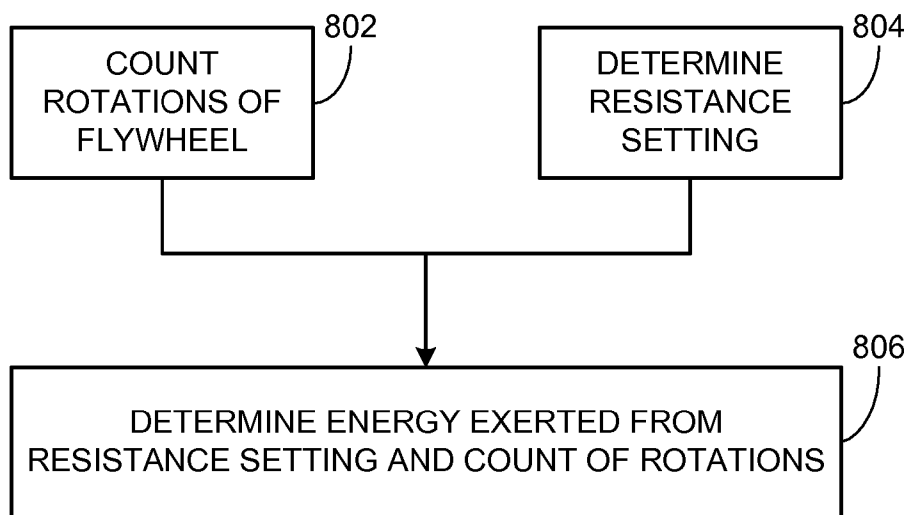 802
COUNT
ROTATIONS OF
FLYWHEEL
804
DETERMINE
RESISTANCE
SETTING
806
DETERMINE ENERGY EXERTED FROM
RESISTANCE SETTING AND COUNT OF ROTATIONS